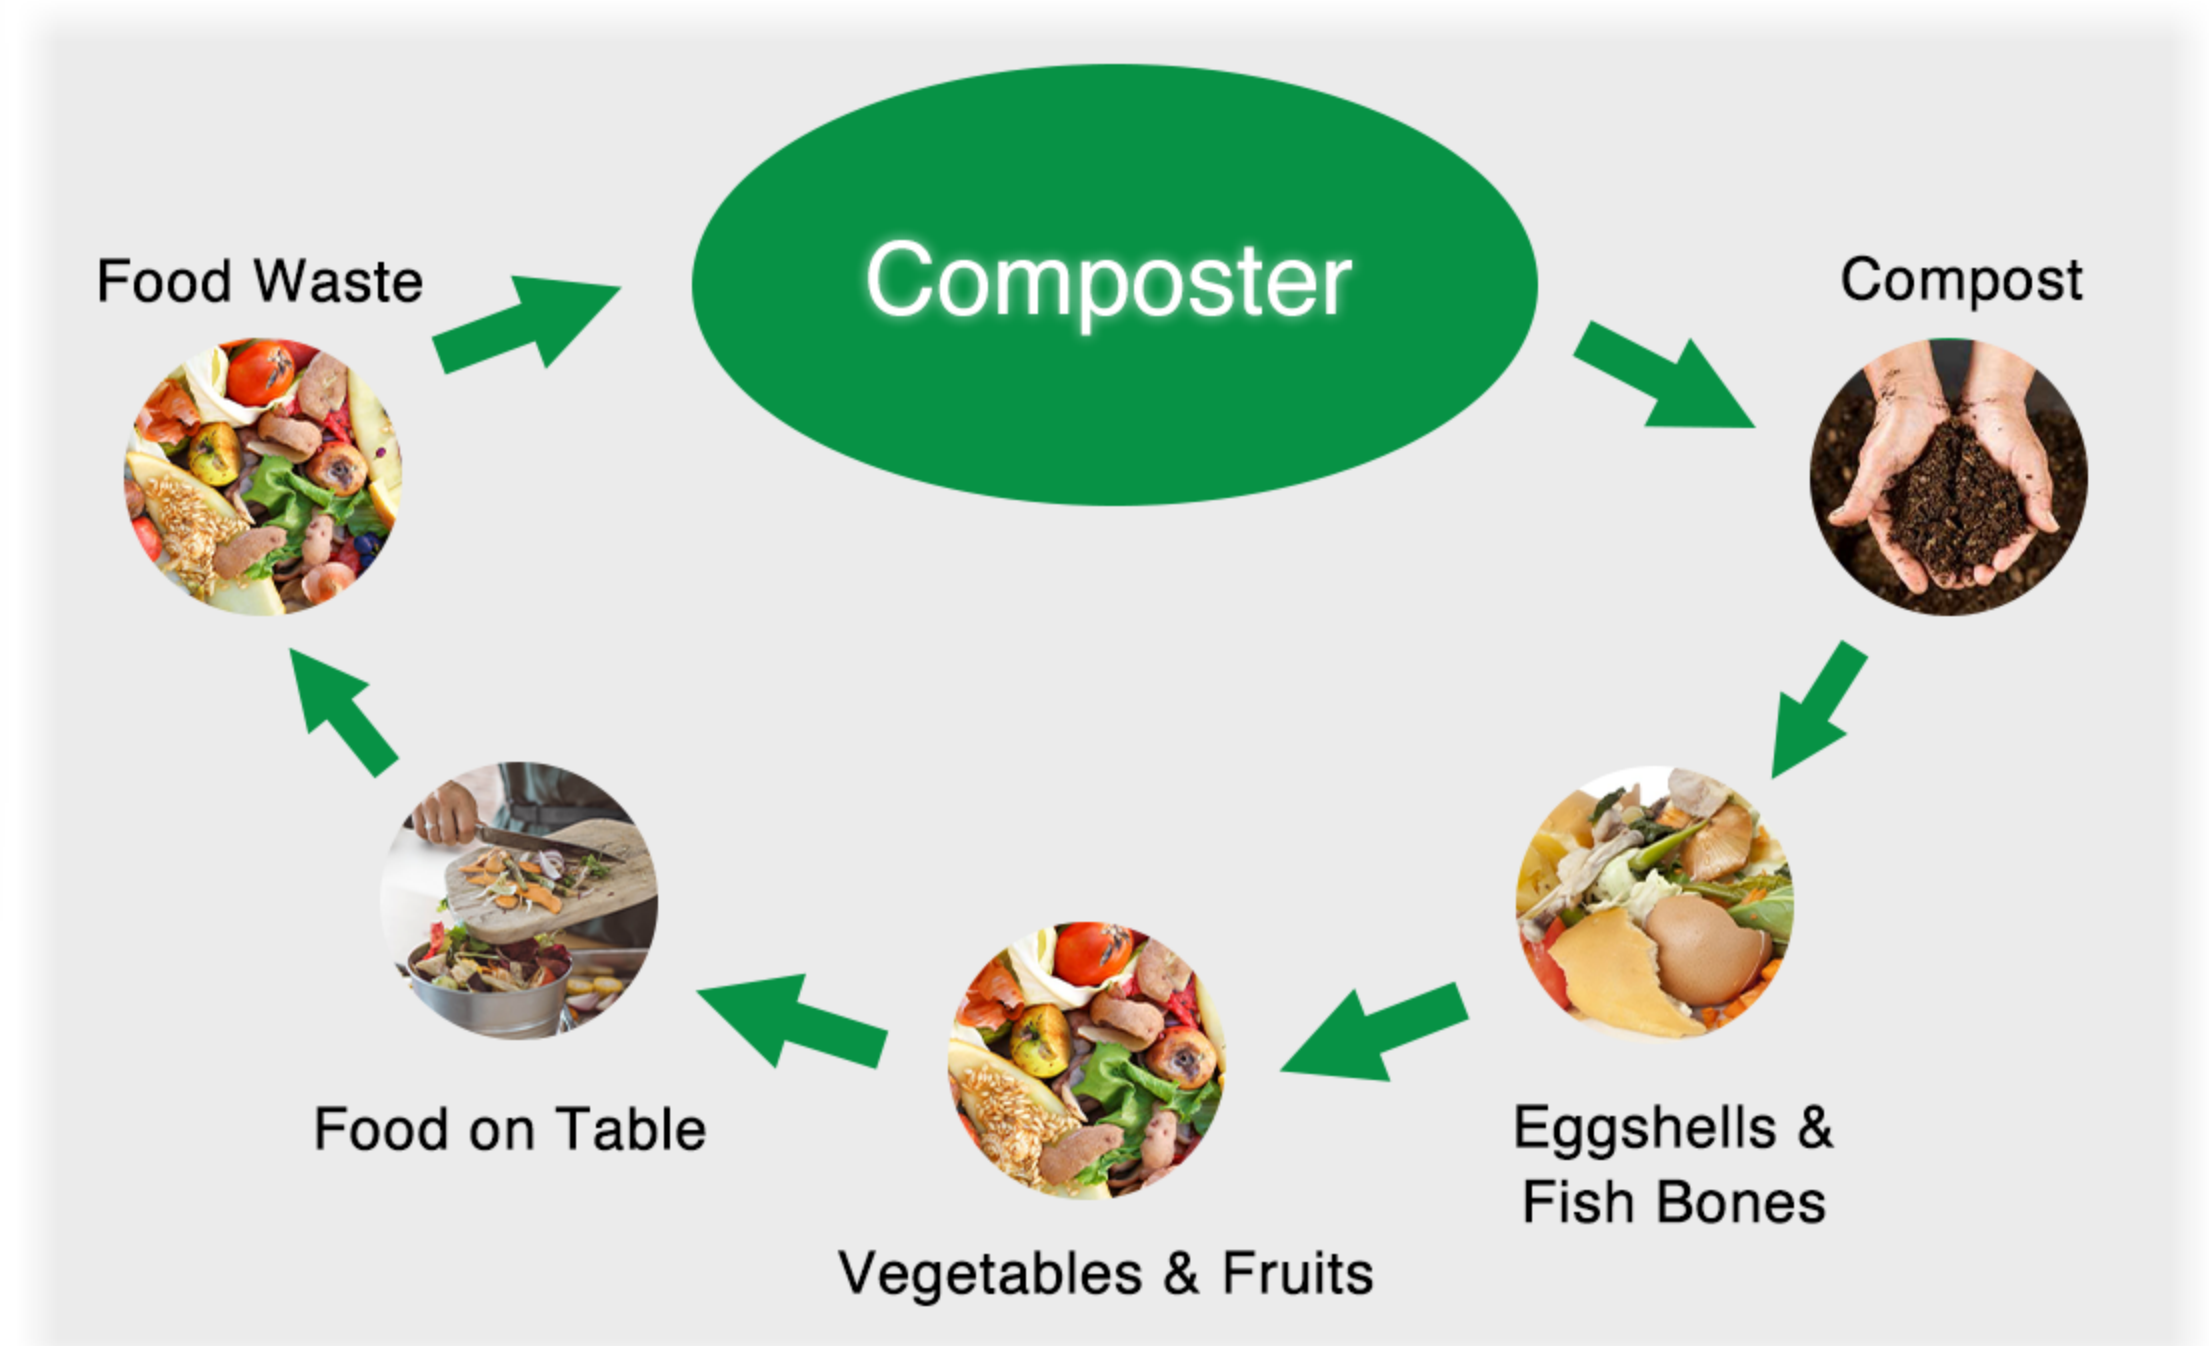 Composter
Food Waste
Compost
Food on Table
Eggshells &
Fish Bones
Vegetables & Fruits